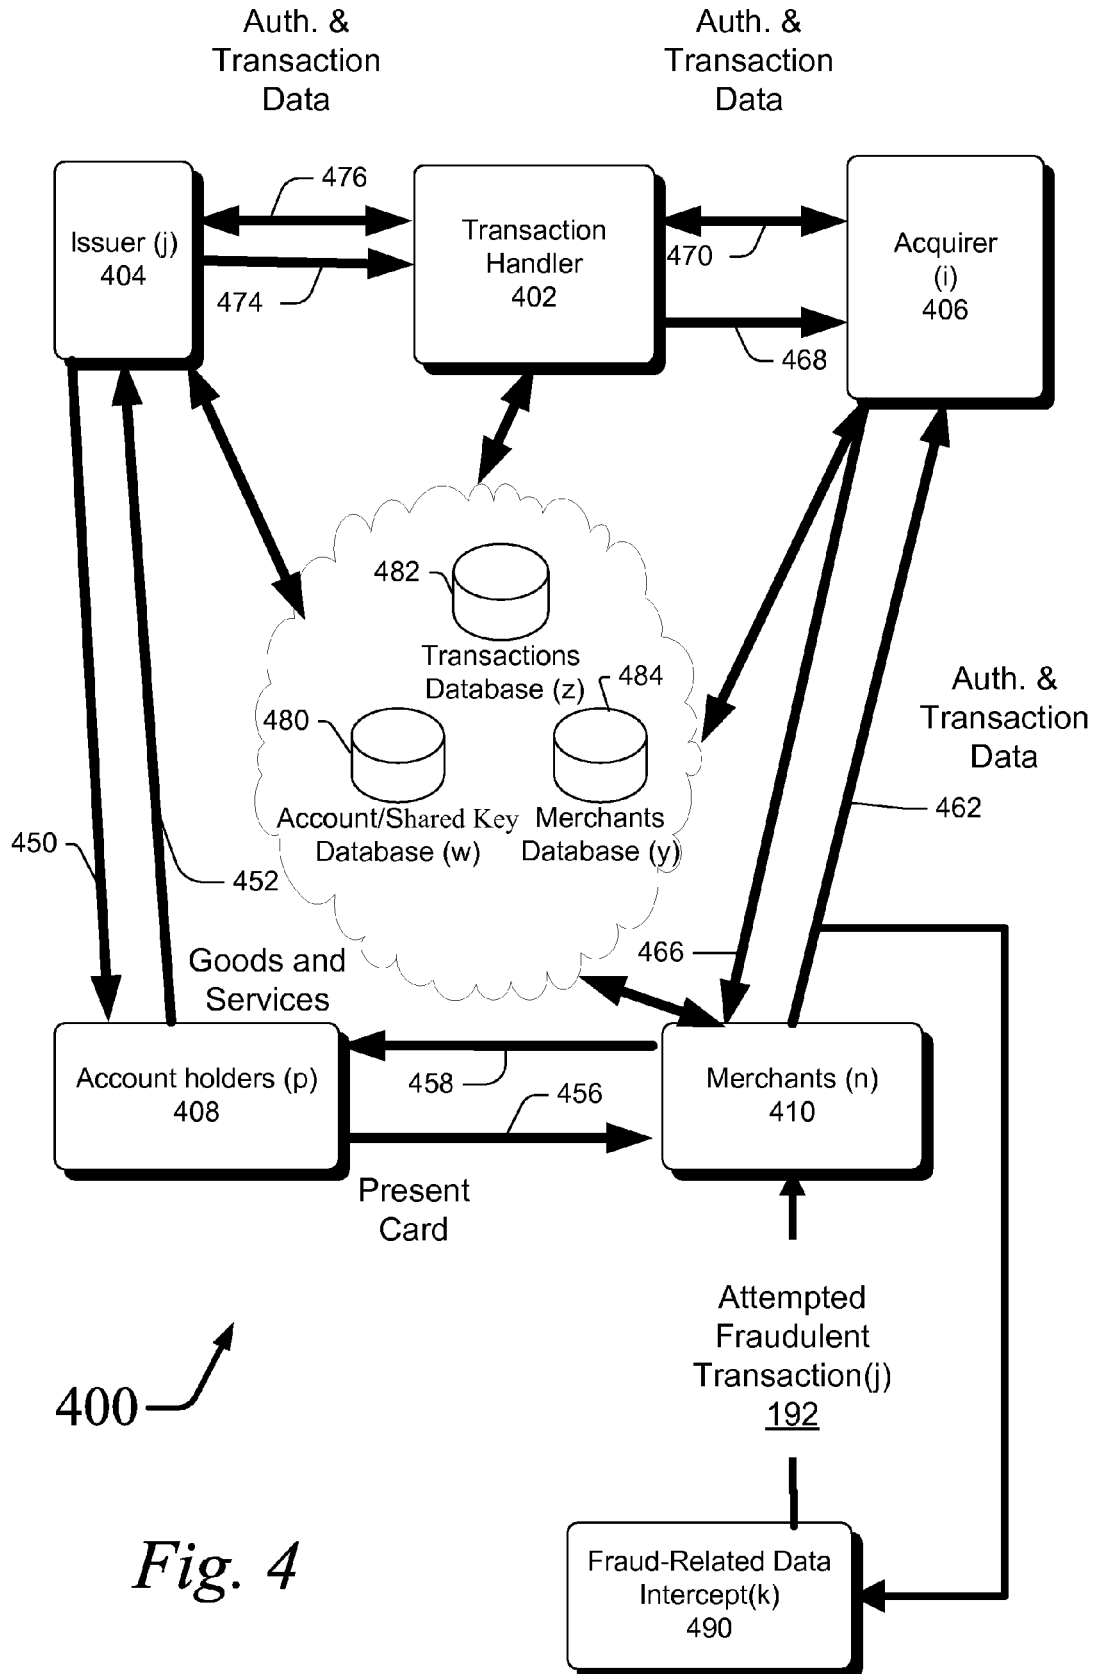 Auth. &
Transaction
Data
Auth. &
Transaction
Data
476
Issuer (j)
404
474
Transaction
Handler
402
470
468
Acquirer
(i)
406
482
Transactions
Database (z)
484
480
Account/Shared Key
Database (w)
Merchants
Database (y)
Auth. &
Transaction
Data
462
450
452
466
Goods and
Services
Account holders (p)
408
458
456
Merchants (n)
410
Present
Card
Attempted
Fraudulent
Transaction(j)
192
400
Fig. 4
Fraud-Related Data
Intercept(k)
490